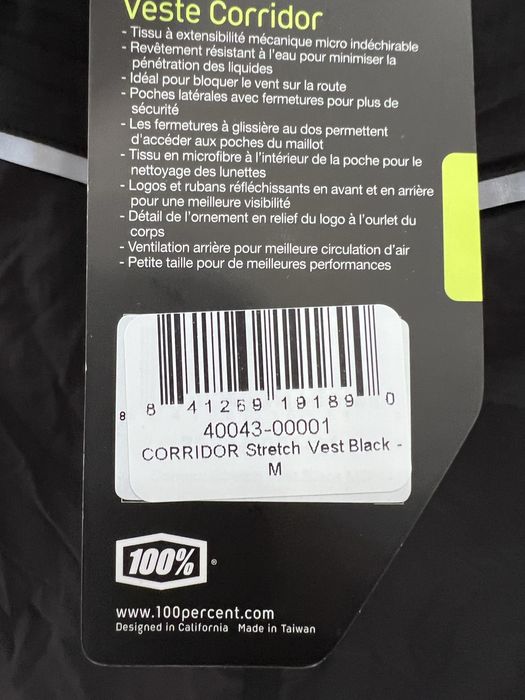 Veste Corridor
- Tissu à extensibilité mécanique micro indéchirable
- Revêtement résistant à l'eau pour minimiser la
pénétration des liquides
- Idéal pour bloquer le vent sur la route
- Poches latérales avec fermetures pour plus de
sécurité
- Les fermetures à glissière au dos permettent
d'accéder aux poches du maillot
- Tissu en microfibre à l'intérieur de la poche pour le
nettoyage des lunettes
- Logos et rubans réfléchissants en avant et en arrière
pour une meilleure visibilité
- Détail de l'ornement en relief du logo à l'ourlet du
corps
- Ventilation arrière pour meilleure circulation d'air
- Petite taille pour de meilleures performances
8
8 41269 19189 0
40043-00001
CORRIDOR Stretch Vest Black -
M
100%®
www.100percent.com
Designed in California Made in Taiwan